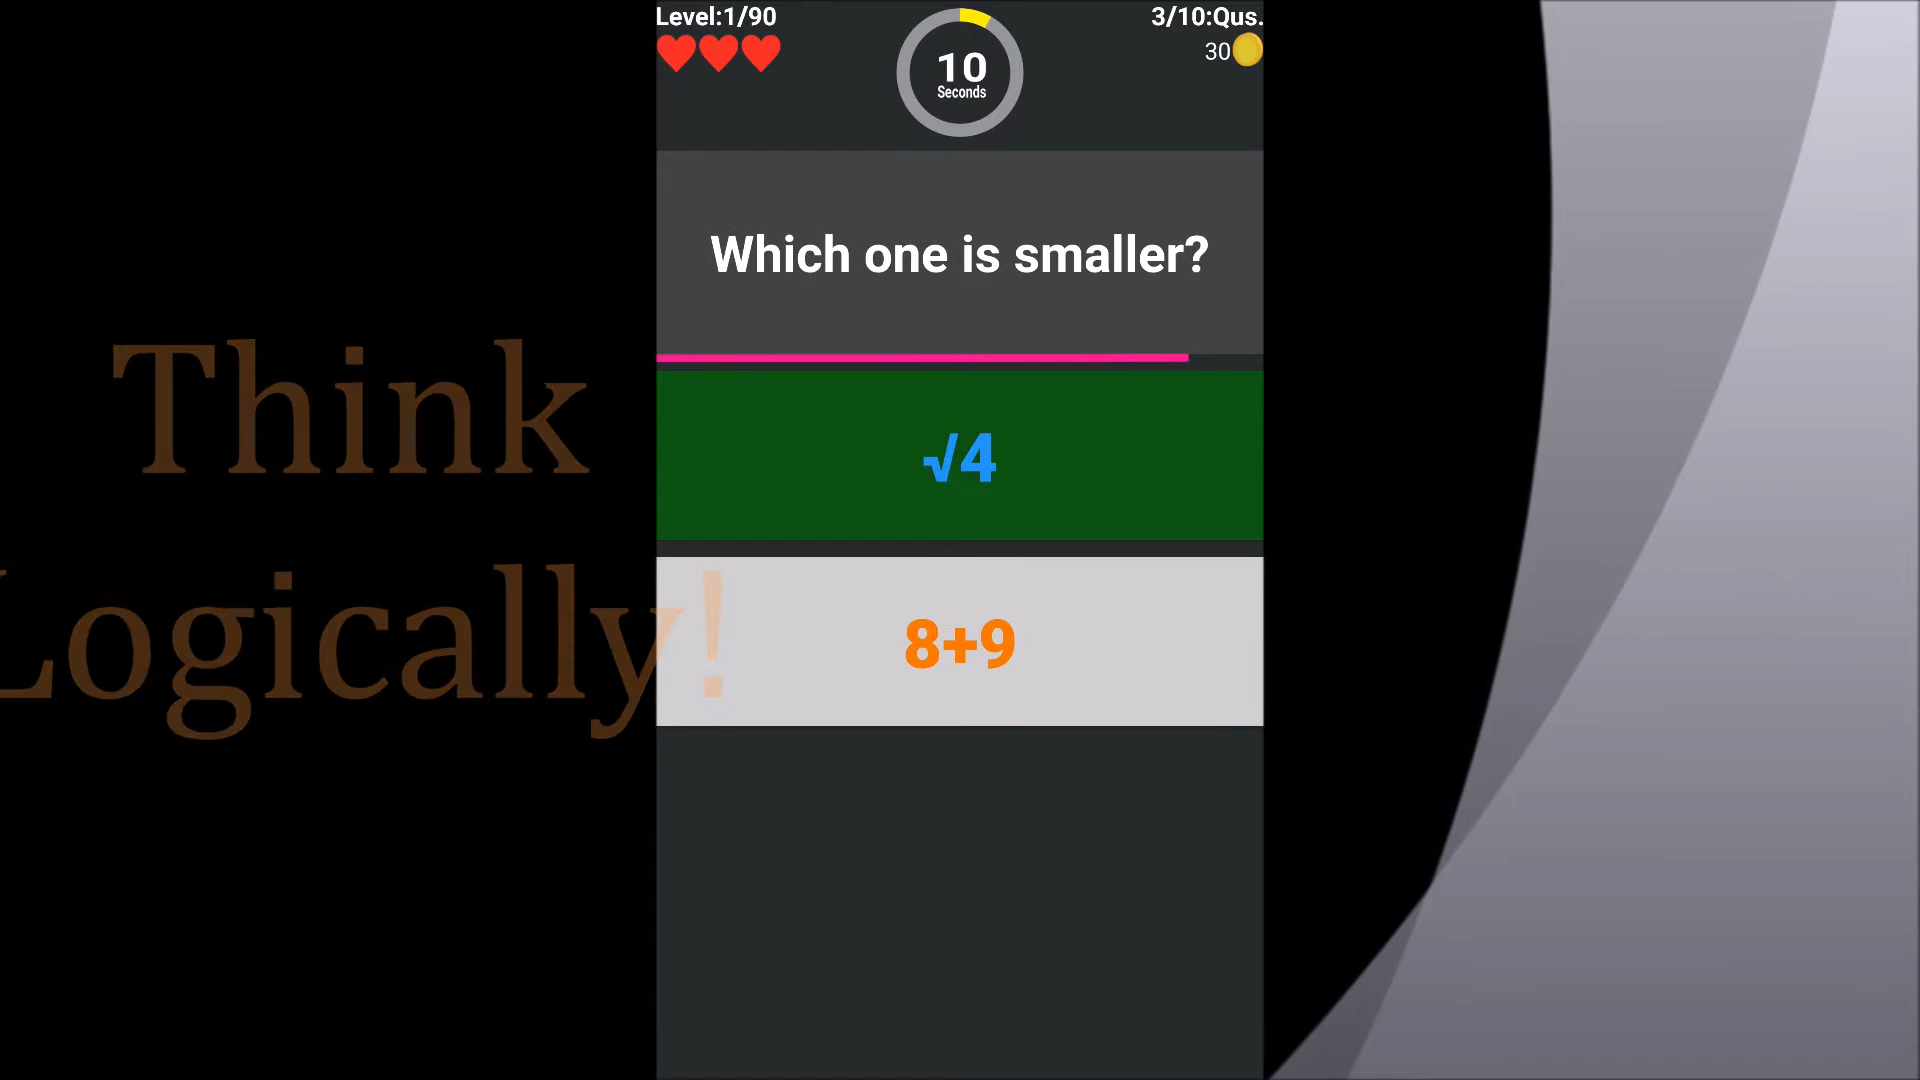 Level:1/90
3/10:Qus.
30
10
Seconds
Which one is smaller?
√4
8+9
Think
Logically!